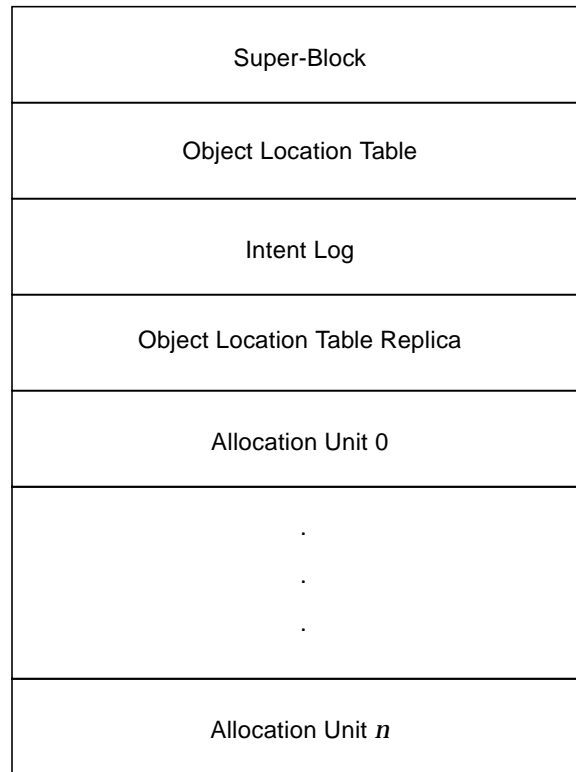 Super-Block
Object Location Table
Intent Log
Object Location Table Replica
Allocation Unit 0
.
.
.
Allocation Unit n